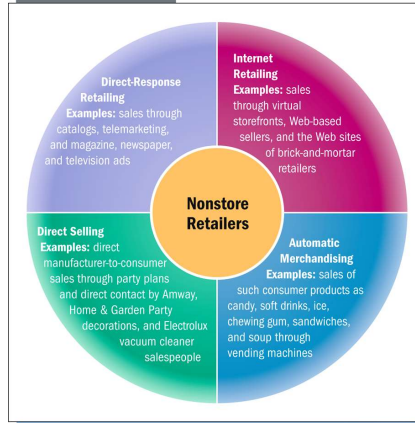 Direct-Response
Retailing
Examples: sales through
catalogs, telemarketing,
and magazine, newspaper,
and television ads
Internet
Retailing
Examples: sales
through virtual
storefronts, Web-based
sellers, and the Web sites
of brick-and-mortar
retailers
Nonstore
Retailers
Direct Selling
Examples: direct
manufacturer-to-consumer
sales through party plans
and direct contact by Amway,
Home & Garden Party
decorations, and Electrolux
vacuum cleaner
salespeople
Automatic
Merchandising
Examples: sales of
such consumer products as
candy, soft drinks, ice,
chewing gum, sandwiches,
and soup through
vending machines